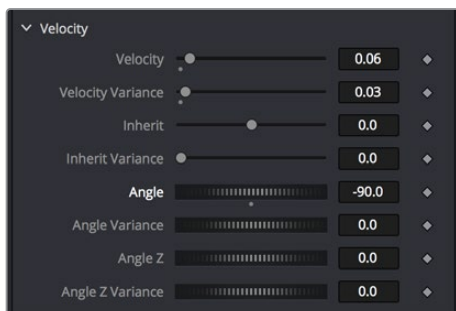 Velocity
Velocity 0.06
Velocity Variance 0.03
Inherit 0.0
Inherit Variance 0.0
Angle -90.0
Angle Variance 0.0
Angle Z 0.0
Angle Z Variance 0.0